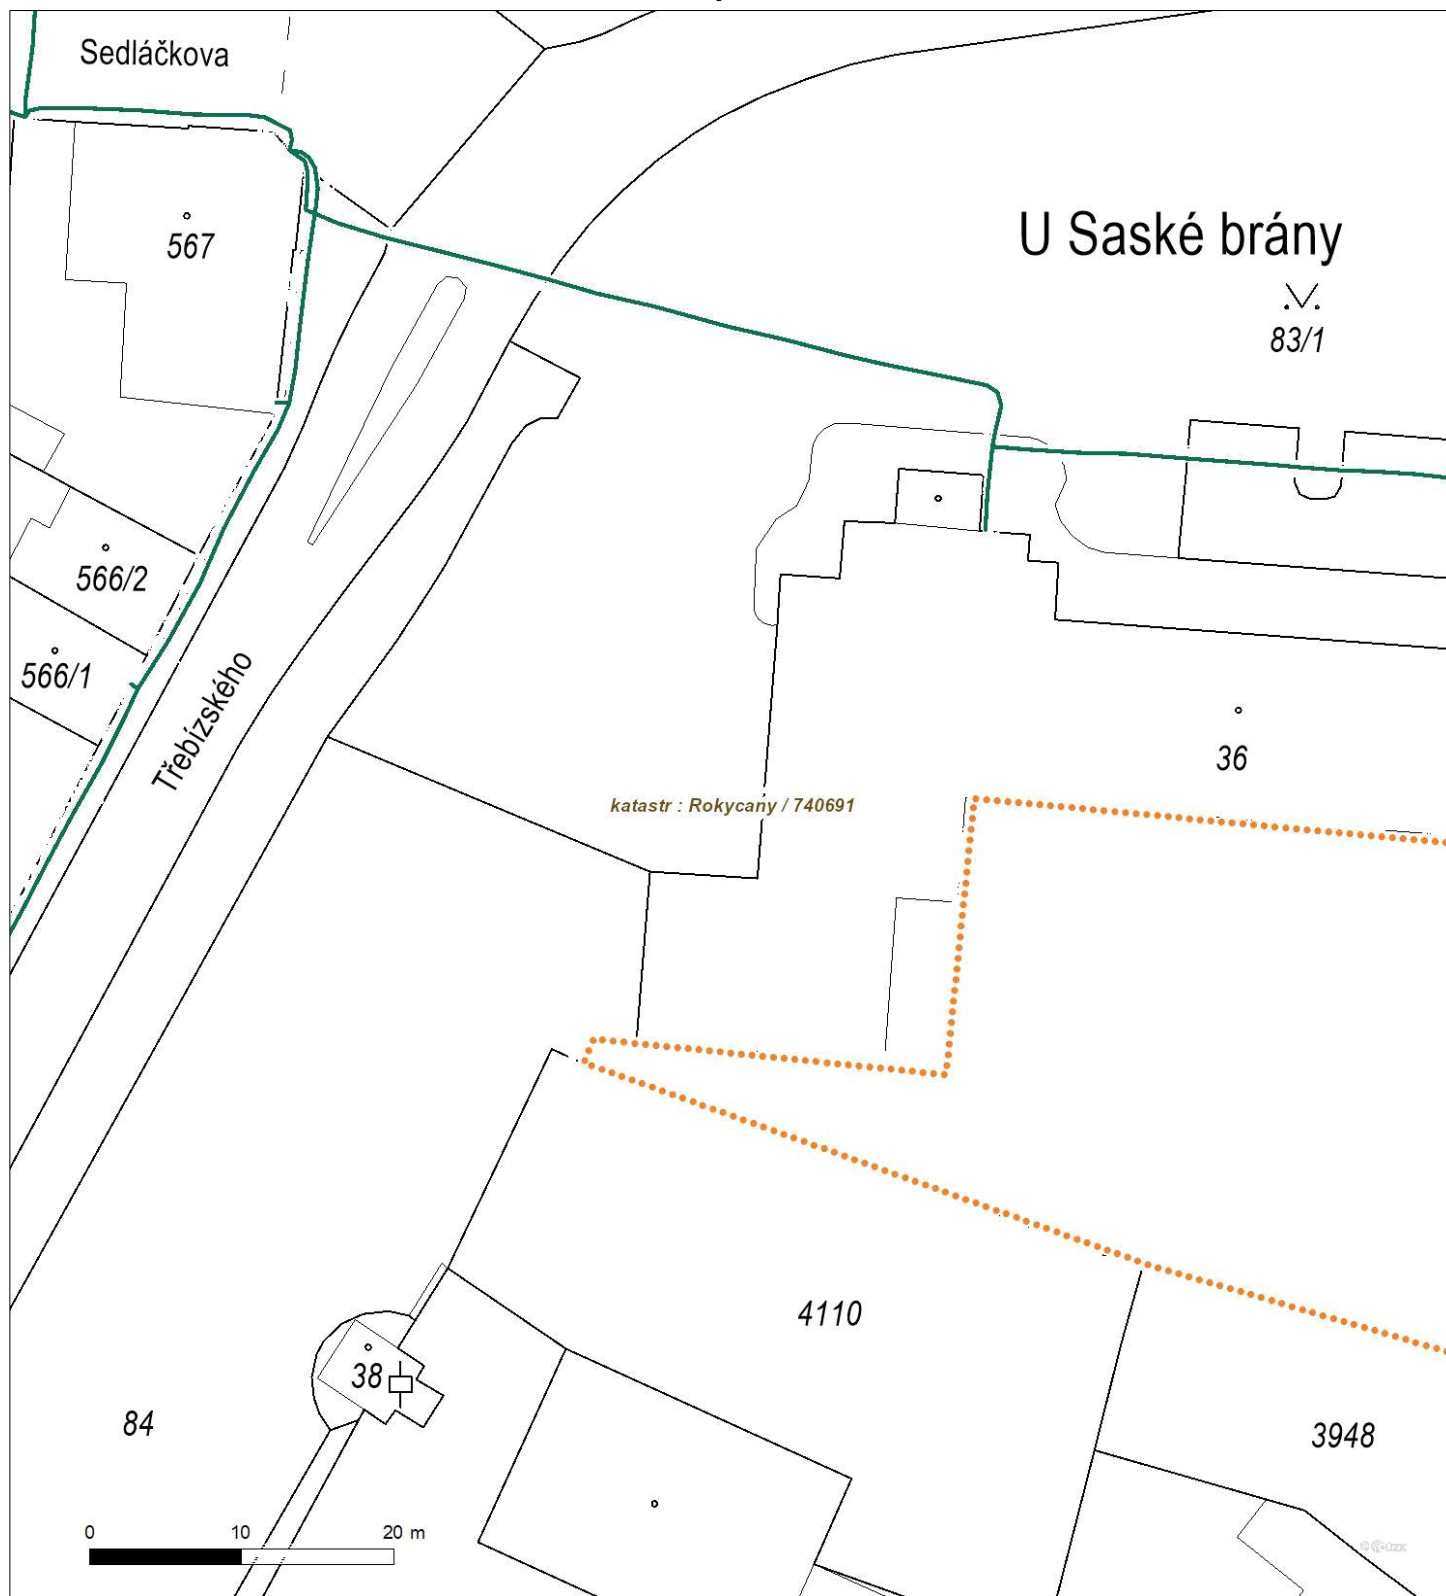 Sedláčkova
U Saské brány
567
83/1
566/2
566/1
Třebízského
36
katastr : Rokycany / 740691
4110
38
84
3948
0 10 20 m